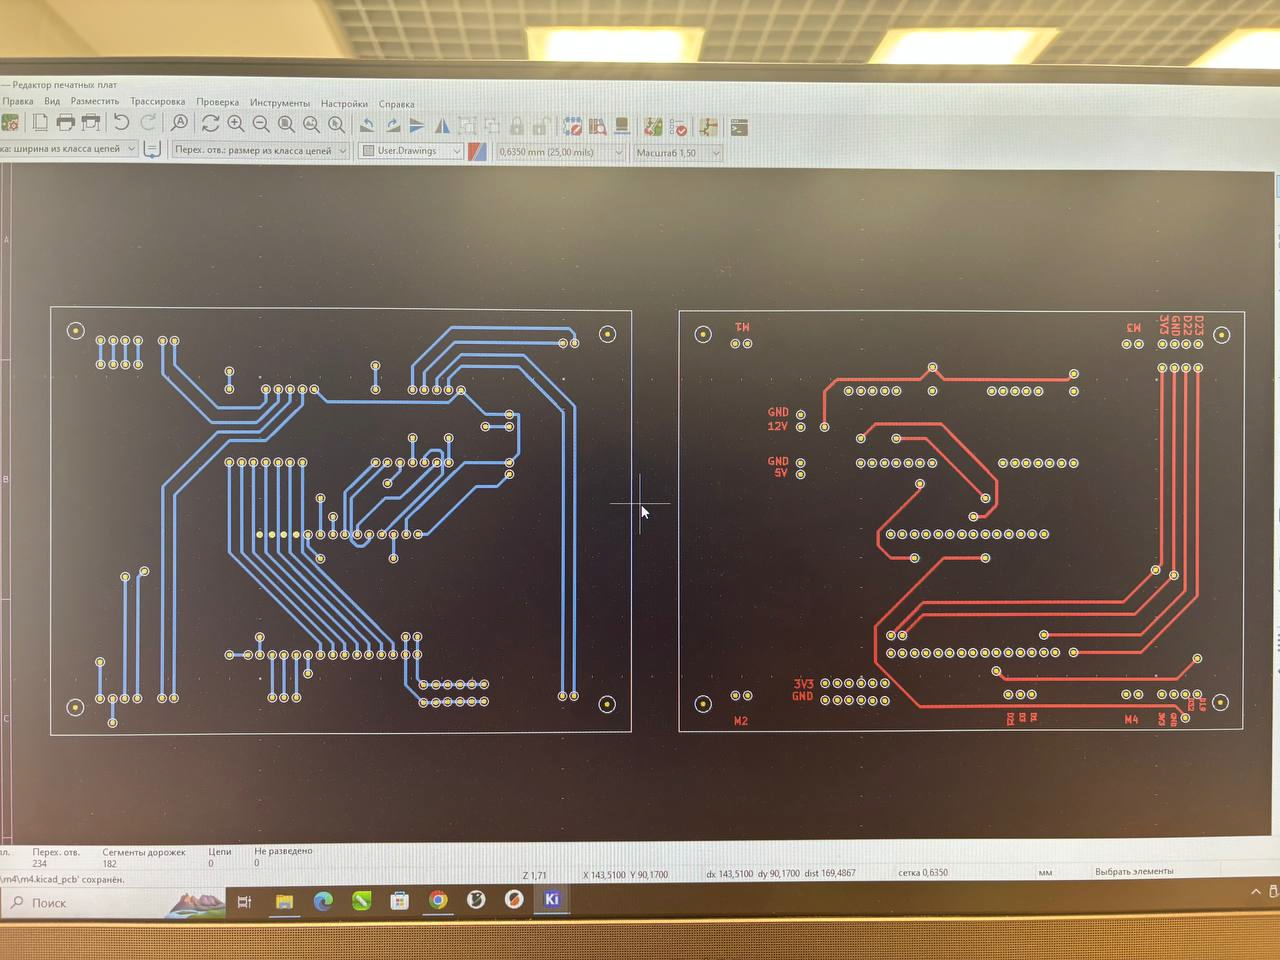 — Редактор печатных плат
Правка Вид Разместить Трассировка Проверка Инструменты Настройки Справка
ка: ширина из класса цепей Перех. отв.: размер из класса цепей User.Drawings 0,6350 mm (25,00 mils) Масштаб 1,50
A
B
C
M1
M3
3V3
GND
D22
D23
GND
12V
GND
5V
3V3
GND
M2
M4
3V3
GND
Перех. отв. Сегменты дорожек Цепи Не разведено
234 182 0 0
\m4\m4.kicad_pcb' сохранён.
Z 1,71 X 143,5100 Y 90,1700 dx 143,5100 dy 90,1700 dist 169,4867 сетка 0,6350 мм Выбрать элементы
Поиск
Ki